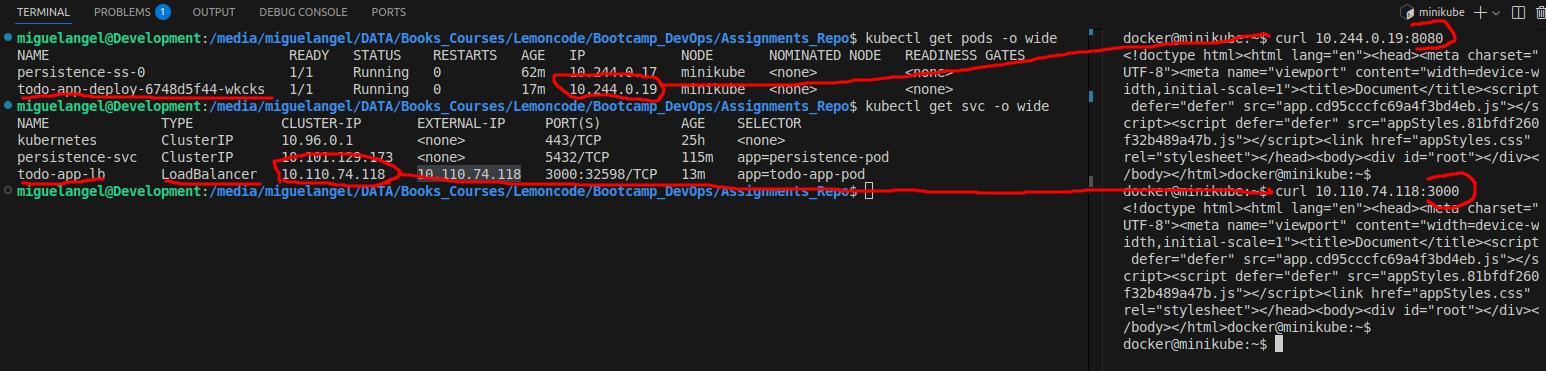 TERMINAL PROBLEMS 1 OUTPUT DEBUG CONSOLE PORTS
minikube
miguelangel@Development:/media/miguelangel/DATA/Books_Courses/Lemoncode/Bootcamp_DevOps/Assignments_Repo$ kubectl get pods -o wide
NAME READY STATUS RESTARTS AGE IP NODE NOMINATED NODE READINESS GATES
persistence-ss-0 1/1 Running 0 62m 10.244.0.17 minikube <none> <none>
todo-app-deploy-6748d5f44-wkcks 1/1 Running 0 17m 10.244.0.19 minikube <none> <none>
miguelangel@Development:/media/miguelangel/DATA/Books_Courses/Lemoncode/Bootcamp_DevOps/Assignments_Repo$ kubectl get svc -o wide
NAME TYPE CLUSTER-IP EXTERNAL-IP PORT(S) AGE SELECTOR
kubernetes ClusterIP 10.96.0.1 <none> 443/TCP 25h <none>
persistence-svc ClusterIP 10.101.129.173 <none> 5432/TCP 115m app=persistence-pod
todo-app-lb LoadBalancer 10.110.74.118 10.110.74.118 3000:32598/TCP 13m app=todo-app-pod
miguelangel@Development:/media/miguelangel/DATA/Books_Courses/Lemoncode/Bootcamp_DevOps/Assignments_Repo$
docker@minikube:~$ curl 10.244.0.19:8080
<!doctype html><html lang="en"><head><meta charset="
UTF-8"><meta name="viewport" content="width=device-w
idth,initial-scale=1"><title>Document</title><script
defer="defer" src="app.cd95cccfc69a4f3bd4eb.js"></s
cript><script defer="defer" src="appStyles.81bfdf260
f32b489a47b.js"></script><link href="appStyles.css"
rel="stylesheet"></head><body><div id="root"></div><
/body></html>docker@minikube:~$
docker@minikube:~$ curl 10.110.74.118:3000
<!doctype html><html lang="en"><head><meta charset="
UTF-8"><meta name="viewport" content="width=device-w
idth,initial-scale=1"><title>Document</title><script
defer="defer" src="app.cd95cccfc69a4f3bd4eb.js"></s
cript><script defer="defer" src="appStyles.81bfdf260
f32b489a47b.js"></script><link href="appStyles.css"
rel="stylesheet"></head><body><div id="root"></div><
/body></html>docker@minikube:~$
docker@minikube:~$